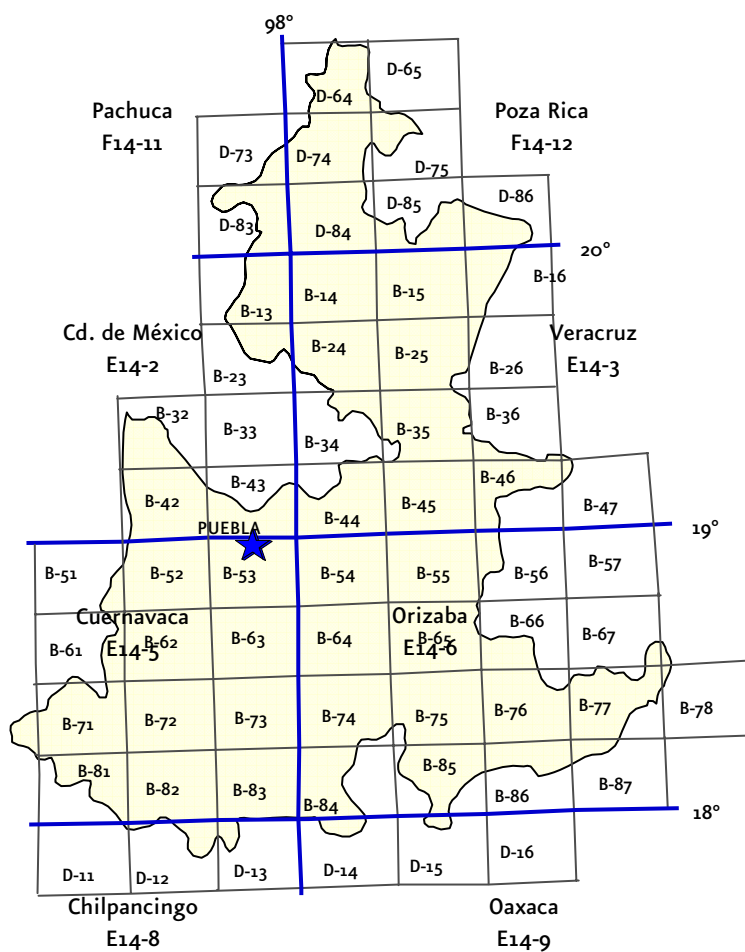 98°
D-65
D-64
Pachuca
F14-11
Poza Rica
F14-12
D-73
D-74
D-75
D-83
D-84
D-85
D-86
20°
B-13
B-14
B-15
B-16
Cd. de México
E14-2
Veracruz
E14-3
B-23
B-24
B-25
B-26
B-32
B-33
B-34
B-35
B-36
B-42
B-43
B-44
B-45
B-46
B-47
PUEBLA
19°
B-51
B-52
B-53
B-54
B-55
B-56
B-57
Cuernavaca
E14-5
Orizaba
E14-6
B-61
B-62
B-63
B-64
B-65
B-66
B-67
B-71
B-72
B-73
B-74
B-75
B-76
B-77
B-78
B-81
B-82
B-83
B-84
B-85
B-86
B-87
18°
D-11
D-12
D-13
D-14
D-15
D-16
Chilpancingo
E14-8
Oaxaca
E14-9